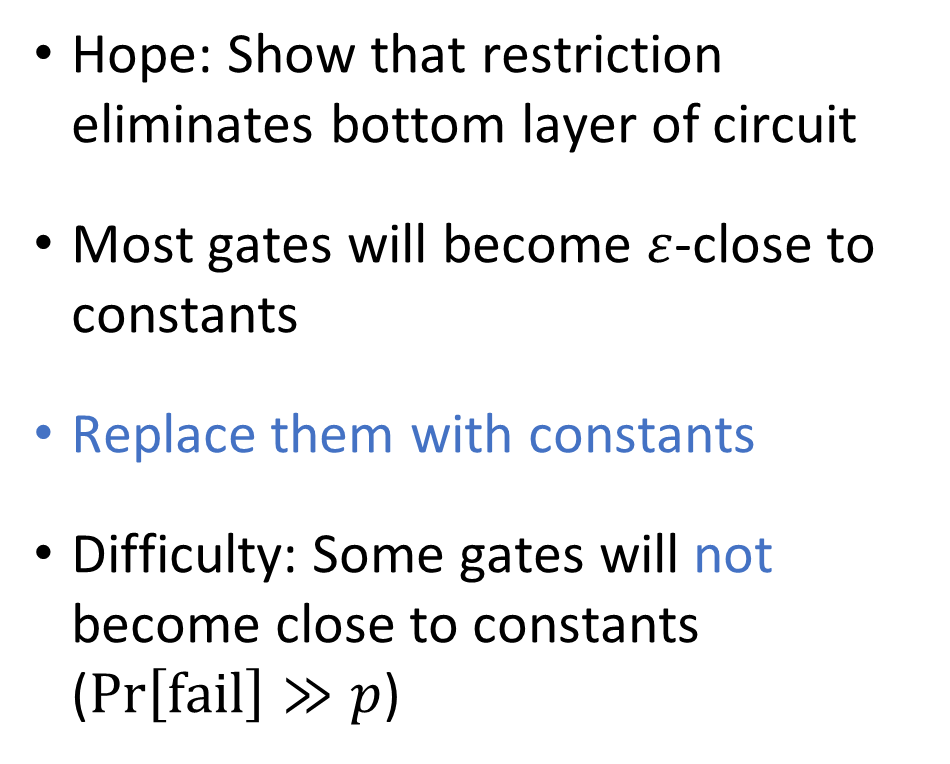 • Hope: Show that restriction
eliminates bottom layer of circuit
• Most gates will become ε-close to
constants
• Replace them with constants
• Difficulty: Some gates will not
become close to constants
(Pr[fail] ≫ p)